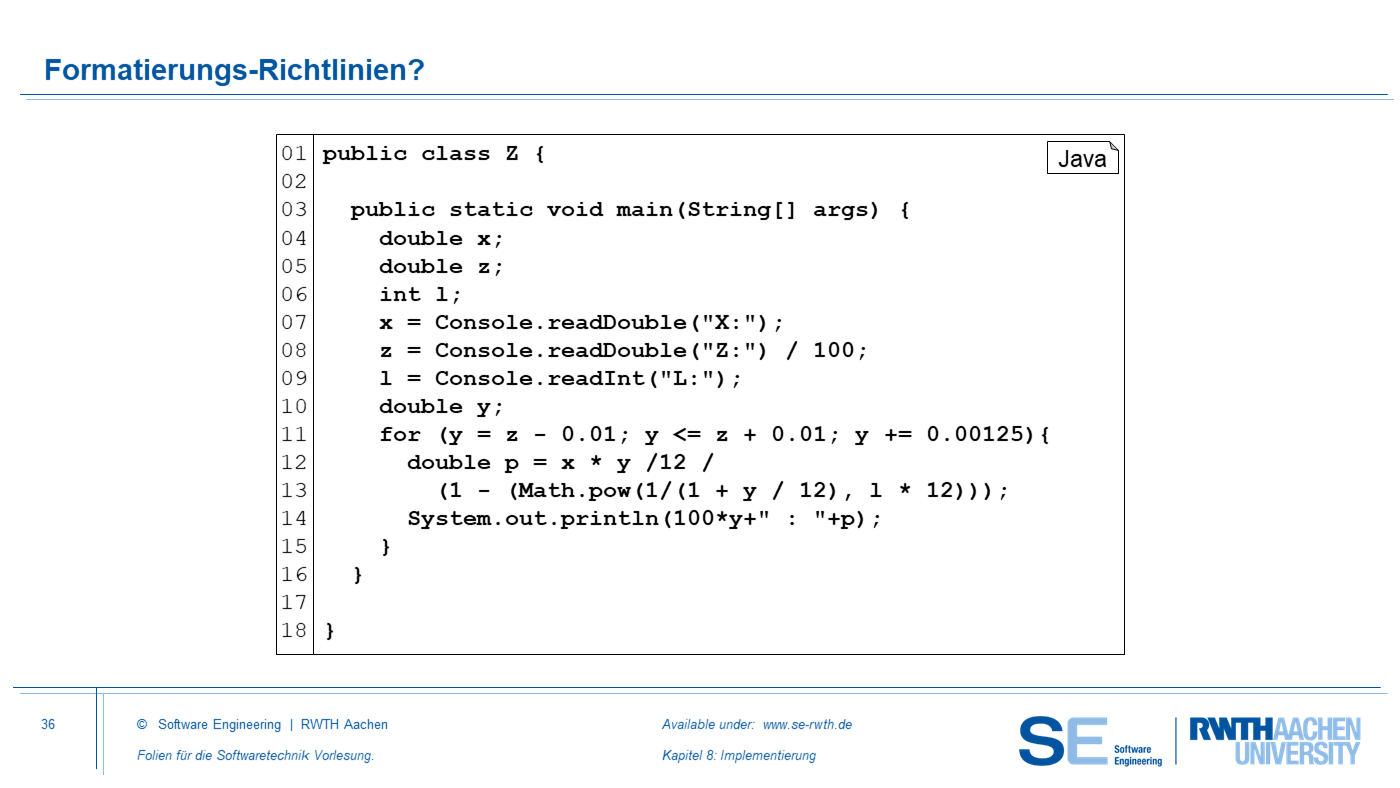 Formatierungs-Richtlinien?
Java
01 public class Z {
02
03   public static void main(String[] args) {
04     double x;
05     double z;
06     int l;
07     x = Console.readDouble("X:");
08     z = Console.readDouble("Z:") / 100;
09     l = Console.readInt("L:");
10     double y;
11     for (y = z - 0.01; y <= z + 0.01; y += 0.00125){
12       double p = x * y /12 /
13         (1 - (Math.pow(1/(1 + y / 12), l * 12)));
14       System.out.println(100*y+" : "+p);
15     }
16   }
17
18 }
36
© Software Engineering | RWTH Aachen
Folien für die Softwaretechnik Vorlesung.
Available under: www.se-rwth.de
Kapitel 8: Implementierung
SE Software
Engineering
RWTHAACHEN
UNIVERSITY